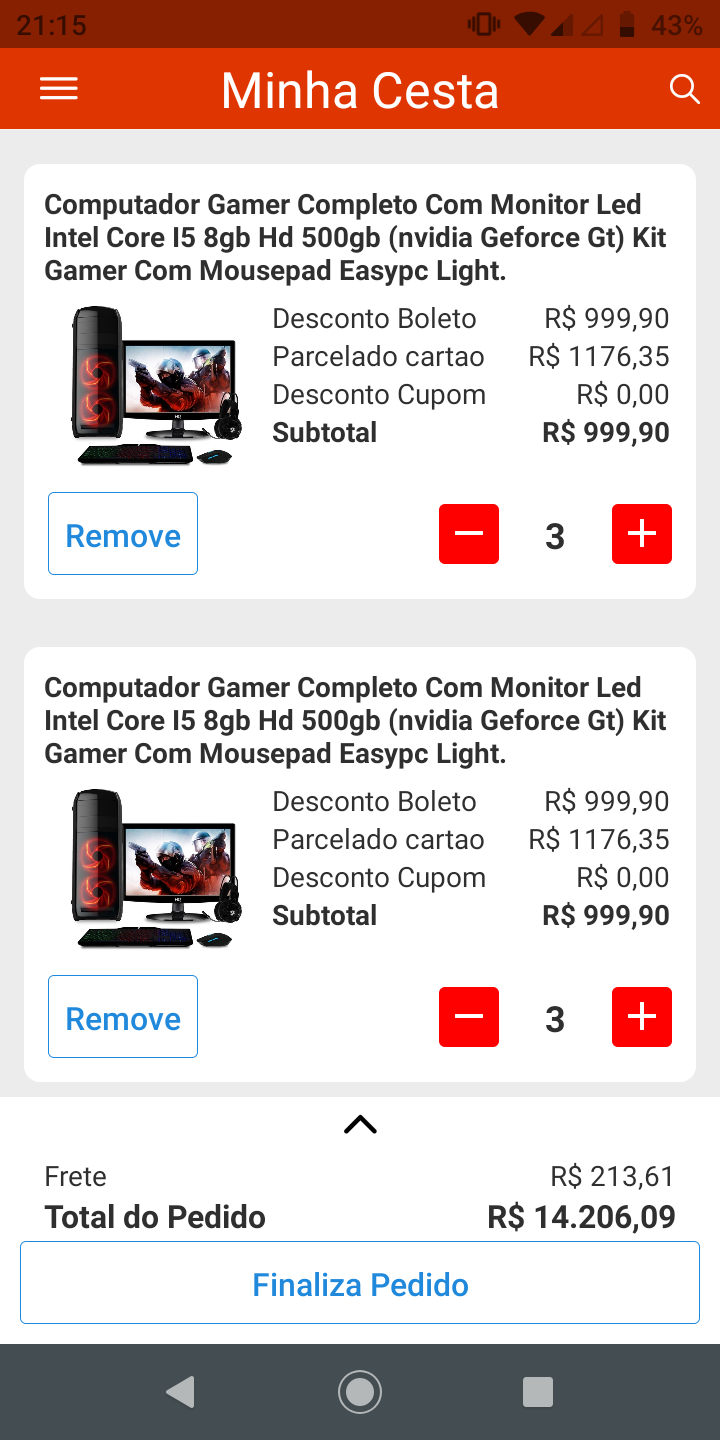 21:15
43%
Minha Cesta
Computador Gamer Completo Com Monitor Led
Intel Core I5 8gb Hd 500gb (nvidia Geforce Gt) Kit
Gamer Com Mousepad Easypc Light.
Desconto Boleto R$ 999,90
Parcelado cartao R$ 1176,35
Desconto Cupom R$ 0,00
Subtotal R$ 999,90
Remove
3
Computador Gamer Completo Com Monitor Led
Intel Core I5 8gb Hd 500gb (nvidia Geforce Gt) Kit
Gamer Com Mousepad Easypc Light.
Desconto Boleto R$ 999,90
Parcelado cartao R$ 1176,35
Desconto Cupom R$ 0,00
Subtotal R$ 999,90
Remove
3
Frete R$ 213,61
Total do Pedido R$ 14.206,09
Finaliza Pedido